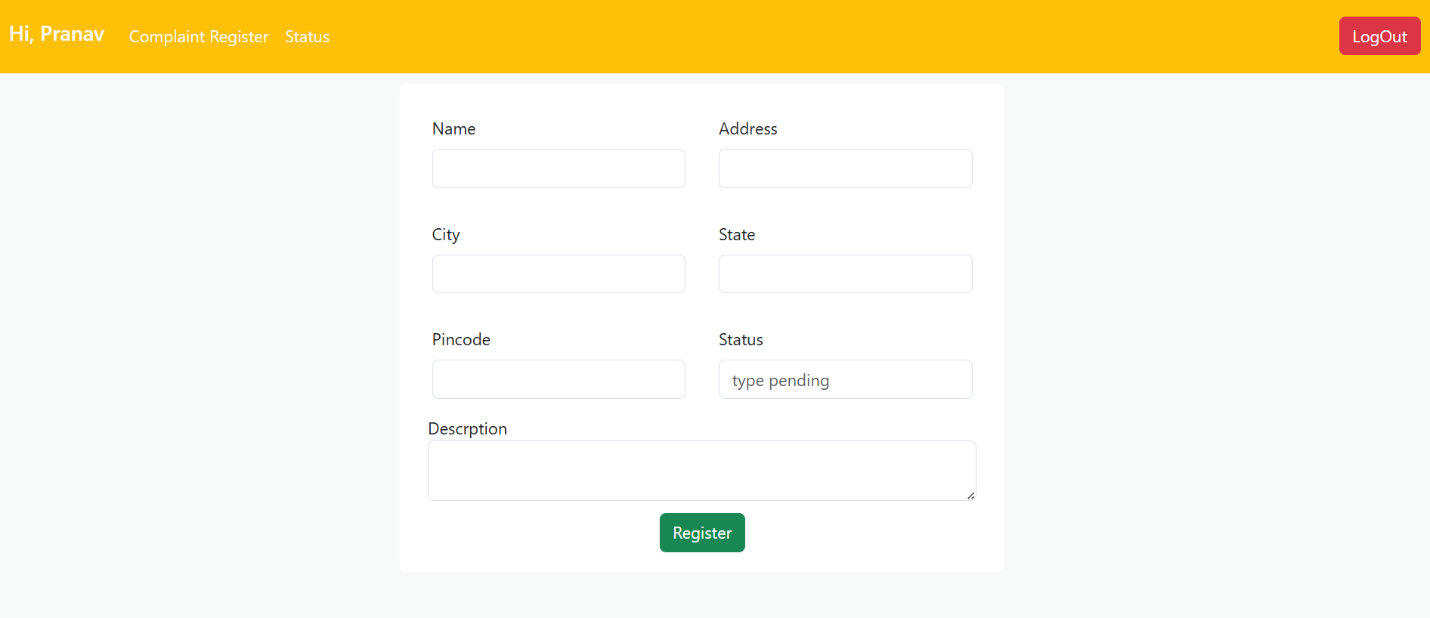 Hi, Pranav Complaint Register Status LogOut
Name Address
City State
Pincode Status
type pending
Descrption
Register